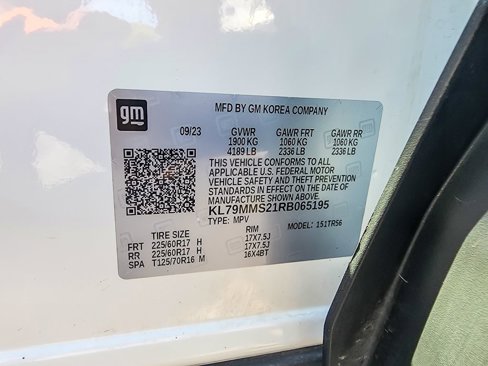 gm
MFD BY GM KOREA COMPANY
09/23 GVWR GAWR FRT GAWR RR
1900 KG 1060 KG 1060 KG
4189 LB 2336 LB 2336 LB
THIS VEHICLE CONFORMS TO ALL
APPLICABLE U.S. FEDERAL MOTOR
VEHICLE SAFETY AND THEFT PREVENTION
STANDARDS IN EFFECT ON THE DATE OF
MANUFACTURE SHOWN ABOVE.
KL79MMS21RB065195
TYPE: MPV MODEL: 151TR56
TIRE SIZE RIM
FRT 225/60R17 H 17X7.5J
RR 225/60R17 H 17X7.5J
SPA T125/70R16 M 16X4BT